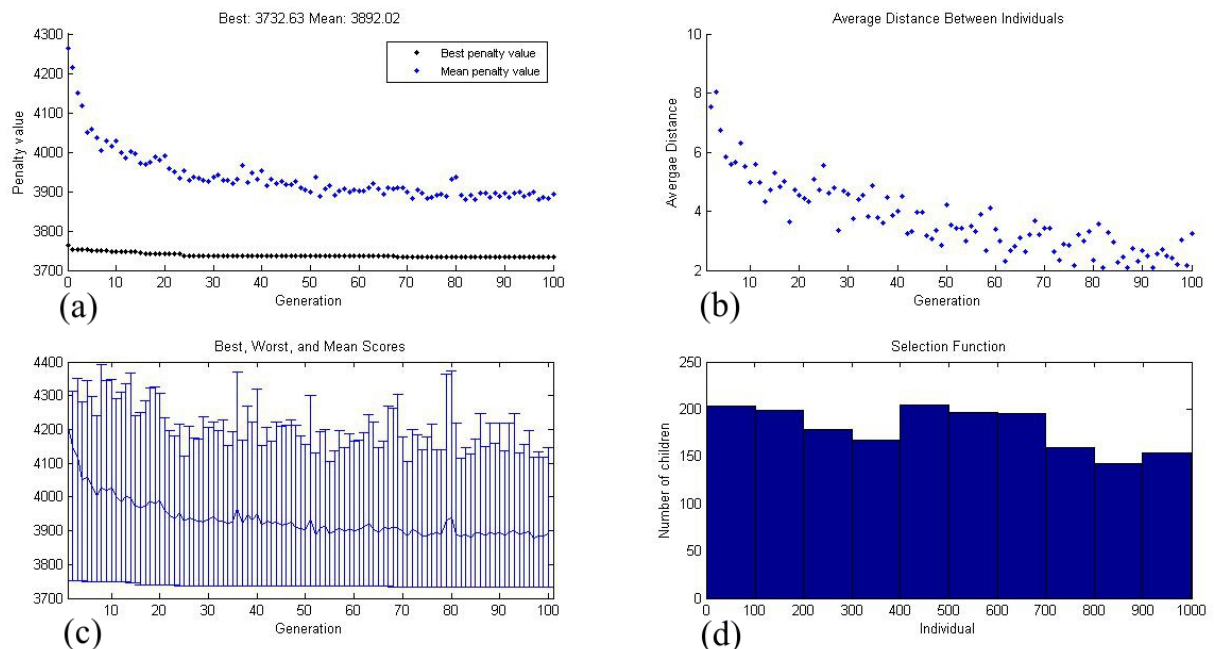 Best: 3732.63 Mean: 3892.02
4300
4200
4100
4000
3900
3800
3700
Penalty value
Best penalty value
Mean penalty value
0 10 20 30 40 50 60 70 80 90 100
Generation
(a)
Average Distance Between Individuals
10
8
6
4
2
Avergae Distance
10 20 30 40 50 60 70 80 90 100
Generation
(b)
Best, Worst, and Mean Scores
4400
4300
4200
4100
4000
3900
3800
3700
3600
10 20 30 40 50 60 70 80 90 100
Generation
(c)
Selection Function
250
200
150
100
50
0
Number of children
0 100 200 300 400 500 600 700 800 900 1000
Individual
(d)